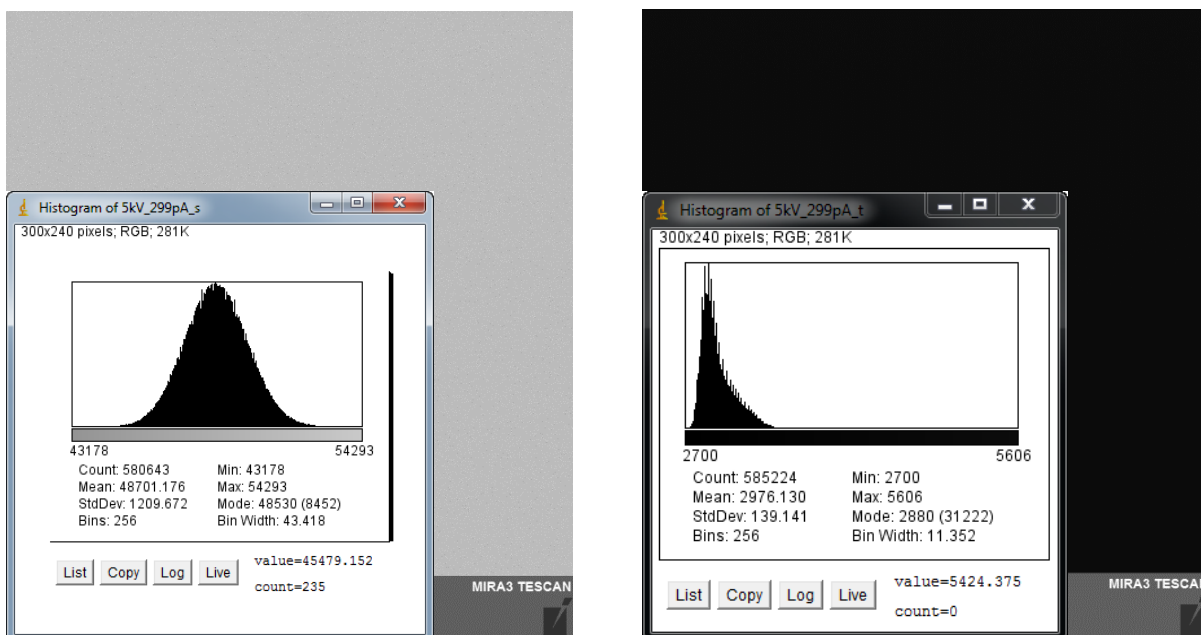 Histogram of 5kV_299pA_s
300x240 pixels; RGB; 281K
43178 54293
Count: 580643 Min: 43178
Mean: 48701.176 Max: 54293
StdDev: 1209.672 Mode: 48530 (8452)
Bins: 256 Bin Width: 43.418
List Copy Log Live value=45479.152
count=235
MIRA3 TESCAN
Histogram of 5kV_299pA_t
300x240 pixels; RGB; 281K
2700 5606
Count: 585224 Min: 2700
Mean: 2976.130 Max: 5606
StdDev: 139.141 Mode: 2880 (31222)
Bins: 256 Bin Width: 11.352
List Copy Log Live value=5424.375
count=0
MIRA3 TESCAN